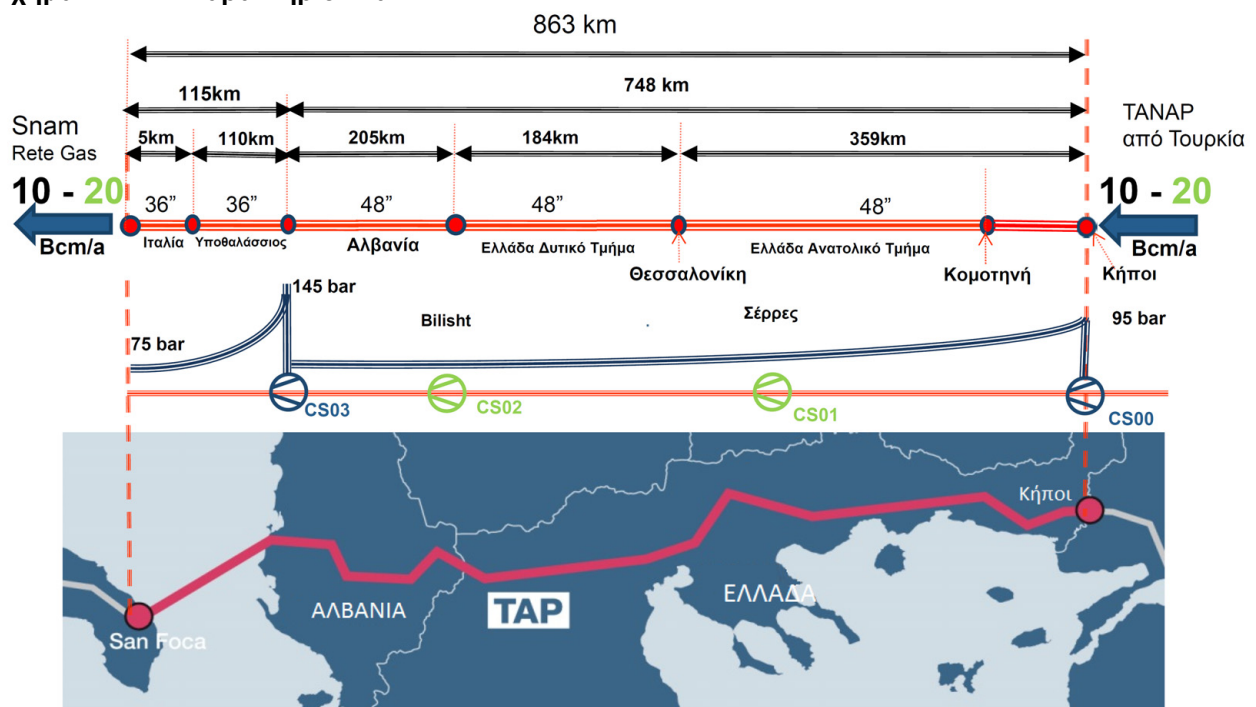 863 km
115km
748 km
Snam
Rete Gas
5km
110km
205km
184km
359km
TANAP
από Τουρκία
10 - 20
Bcm/a
36”
36”
48”
48”
48”
10 - 20
Bcm/a
Ιταλία
Υποθαλάσσιος
Αλβανία
Ελλάδα Δυτικό Τμήμα
Ελλάδα Ανατολικό Τμήμα
Θεσσαλονίκη
Κομοτηνή
Κήποι
145 bar
75 bar
Bilisht
Σέρρες
95 bar
CS03
CS02
CS01
CS00
Κήποι
ΑΛΒΑΝΙΑ
TAP
ΕΛΛΑΔΑ
San Foca